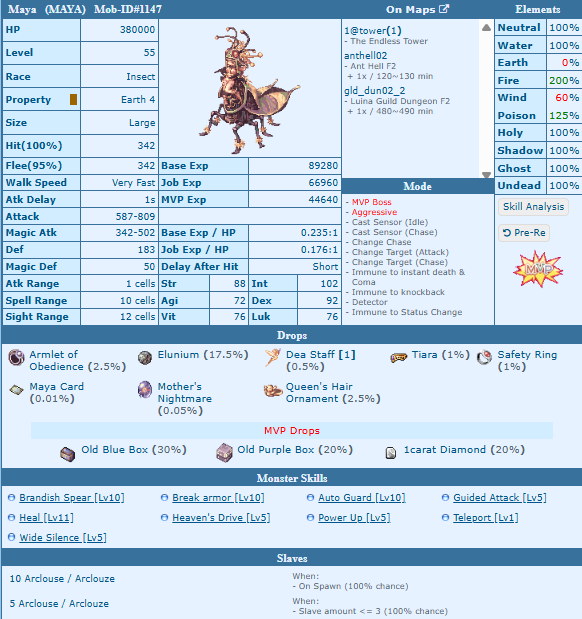 Maya (MAYA) Mob-ID#1147
HP 380000
Level 55
Race Insect
Property Earth 4
Size Large
Hit(100%) 342
Flee(95%) 342 Base Exp 89280
Walk Speed Very Fast Job Exp 66960
Atk Delay 1s MVP Exp 44640
Attack 587-809
Magic Atk 342-502 Base Exp / HP 0.235:1
Def 183 Job Exp / HP 0.176:1
Magic Def 50 Delay After Hit Short
Atk Range 1 cells Str 88 Int 102
Spell Range 10 cells Agi 72 Dex 92
Sight Range 12 cells Vit 76 Luk 76
On Maps
1@tower(1)
- The Endless Tower
anthell02
- Ant Hell F2
+ 1x / 120~130 min
gld_dun02_2
- Luina Guild Dungeon F2
+ 1x / 480~490 min
Mode
- MVP Boss
- Aggressive
- Cast Sensor (Idle)
- Cast Sensor (Chase)
- Change Chase
- Change Target (Attack)
- Change Target (Chase)
- Immune to instant death &
Coma
- Immune to knockback
- Detector
- Immune to Status Change
Elements
Neutral 100%
Water 100%
Earth 0%
Fire 200%
Wind 60%
Poison 125%
Holy 100%
Shadow 100%
Ghost 100%
Undead 100%
Skill Analysis
Pre-Re
MVP
Drops
Armlet of Obedience (2.5%)
Elunium (17.5%)
Dea Staff [1] (0.5%)
Tiara (1%)
Safety Ring (1%)
Maya Card (0.01%)
Mother's Nightmare (0.05%)
Queen's Hair Ornament (2.5%)
MVP Drops
Old Blue Box (30%) Old Purple Box (20%) 1carat Diamond (20%)
Monster Skills
Brandish Spear [Lv10] Break armor [Lv10] Auto Guard [Lv10] Guided Attack [Lv5]
Heal [Lv11] Heaven's Drive [Lv5] Power Up [Lv5] Teleport [Lv1]
Wide Silence [Lv5]
Slaves
10 Arclouse / Arclouze
When:
- On Spawn (100% chance)
5 Arclouse / Arclouze
When:
- Slave amount <= 3 (100% chance)